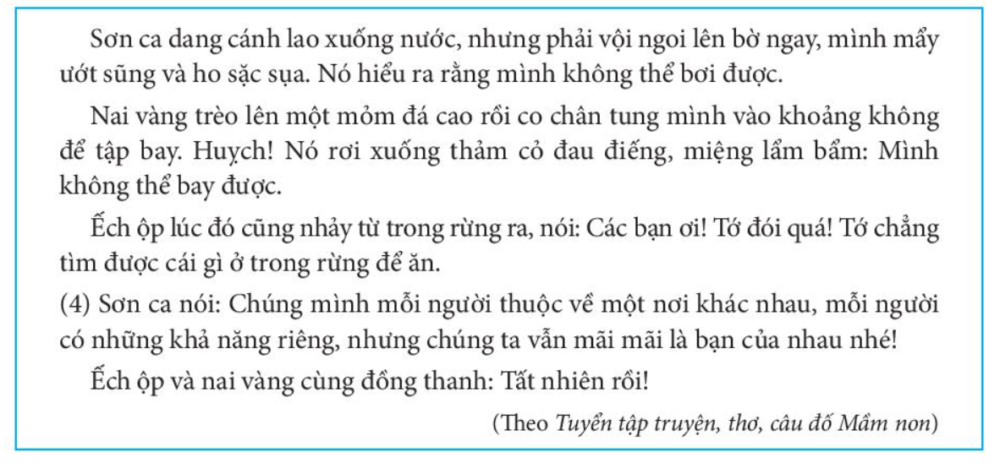 Sơn ca dang cánh lao xuống nước, nhưng phải vội ngoi lên bờ ngay, mình mẩy
ướt sũng và ho sặc sụa. Nó hiểu ra rằng mình không thể bơi được.
Nai vàng trèo lên một mỏm đá cao rồi co chân tung mình vào khoảng không
để tập bay. Huỵch! Nó rơi xuống thảm cỏ đau điếng, miệng lẩm bẩm: Mình
không thể bay được.
Ếch ộp lúc đó cũng nhảy từ trong rừng ra, nói: Các bạn ơi! Tớ đói quá! Tớ chẳng
tìm được cái gì ở trong rừng để ăn.
(4) Sơn ca nói: Chúng mình mỗi người thuộc về một nơi khác nhau, mỗi người
có những khả năng riêng, nhưng chúng ta vẫn mãi mãi là bạn của nhau nhé!
Ếch ộp và nai vàng cùng đồng thanh: Tất nhiên rồi!
(Theo Tuyển tập truyện, thơ, câu đố Mầm non)